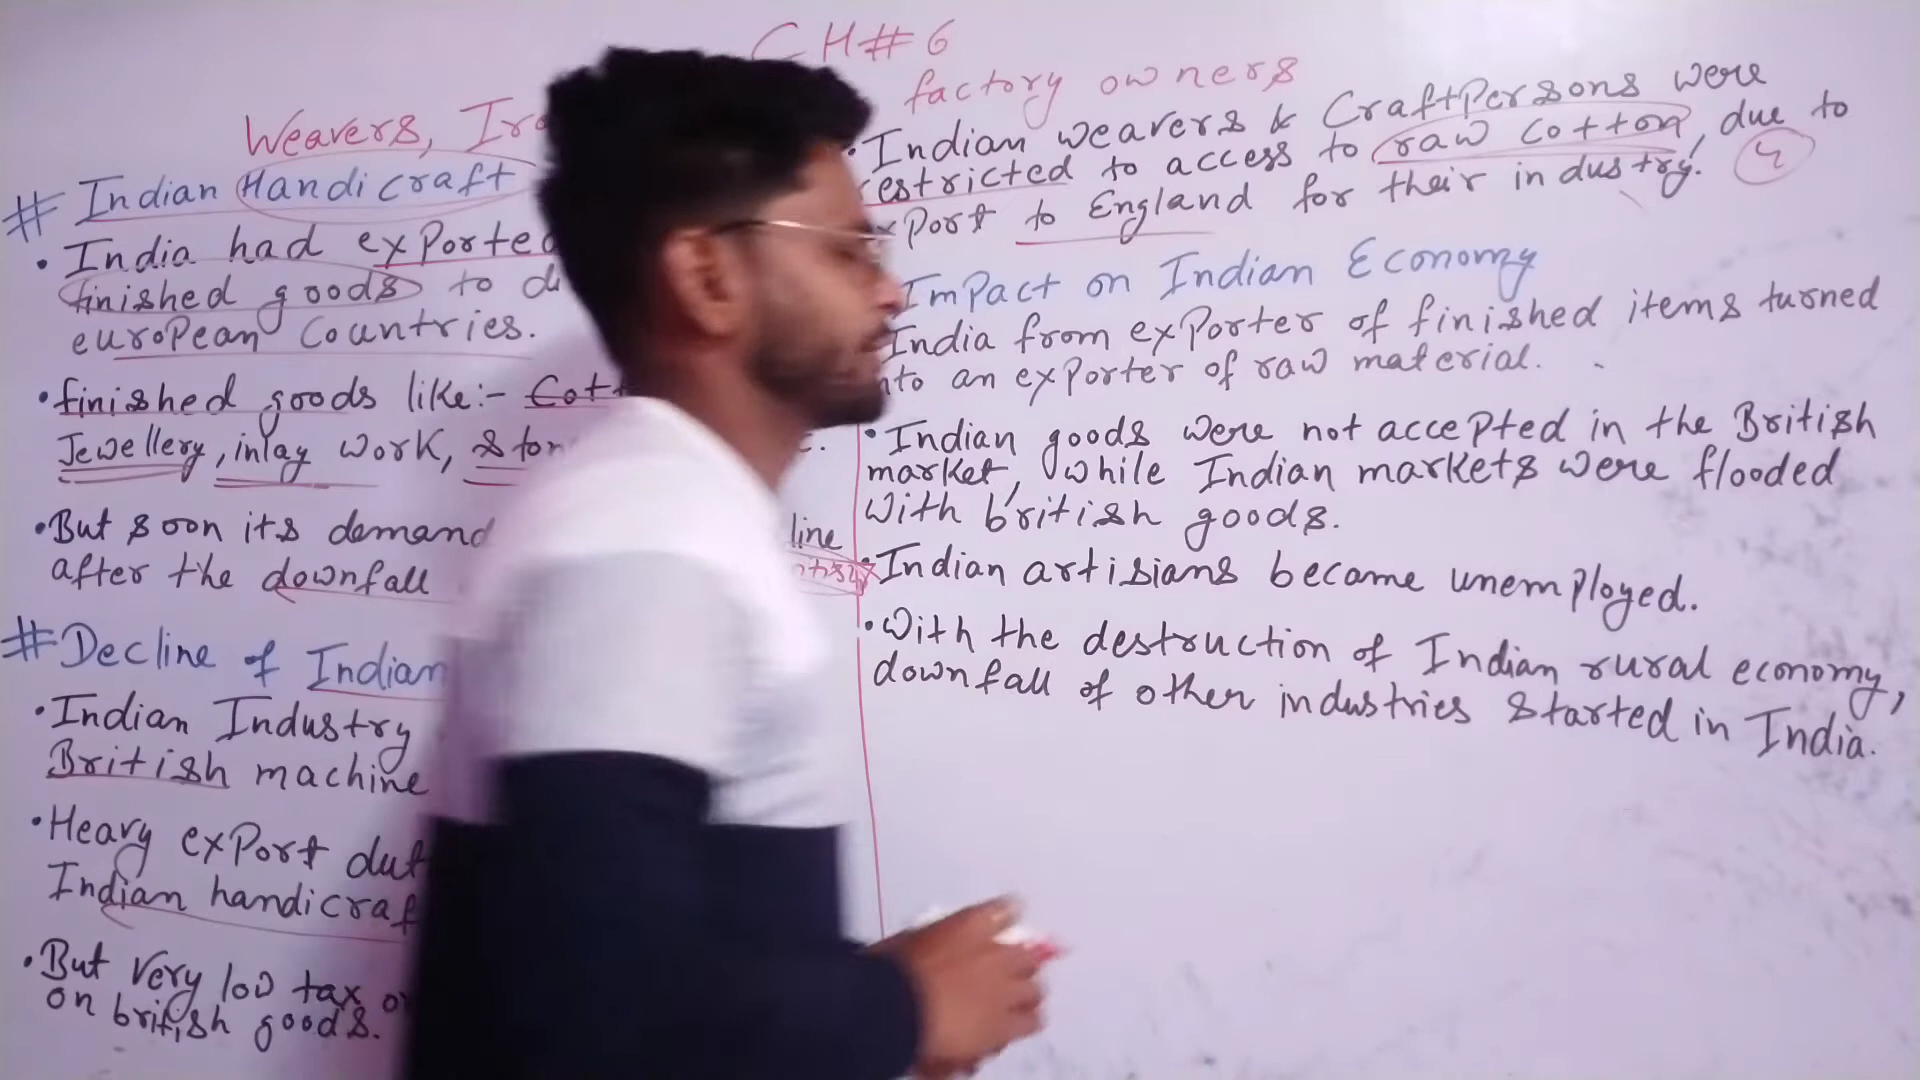 CH#6
Weavers, factory owners
# Indian Handicraft
• India had exported
finished goods to
european Countries.
• finished goods like:-
Jewellery, inlay work,
• But soon its demand line
after the downfall
# Decline of Indian
• Indian Industry
British machine
• Heavy export
Indian
• But very low tax
on british goods.
• Indian weavers & CraftPersons were
restricted to access to raw cotton, due to
export to England for their industry. 4
Impact on Indian Economy
India from exporter of finished items turned
into an exporter of raw material.
• Indian goods were not accepted in the British
market, while Indian markets were flooded
with british goods.
• Indian artisians became unemployed.
• With the destruction of Indian rural economy,
downfall of other industries started in India.